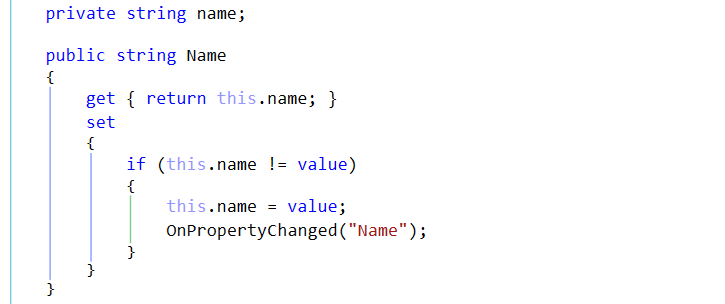 private string name;
public string Name
{
get { return this.name; }
set
{
if (this.name != value)
{
this.name = value;
OnPropertyChanged("Name");
}
}
}